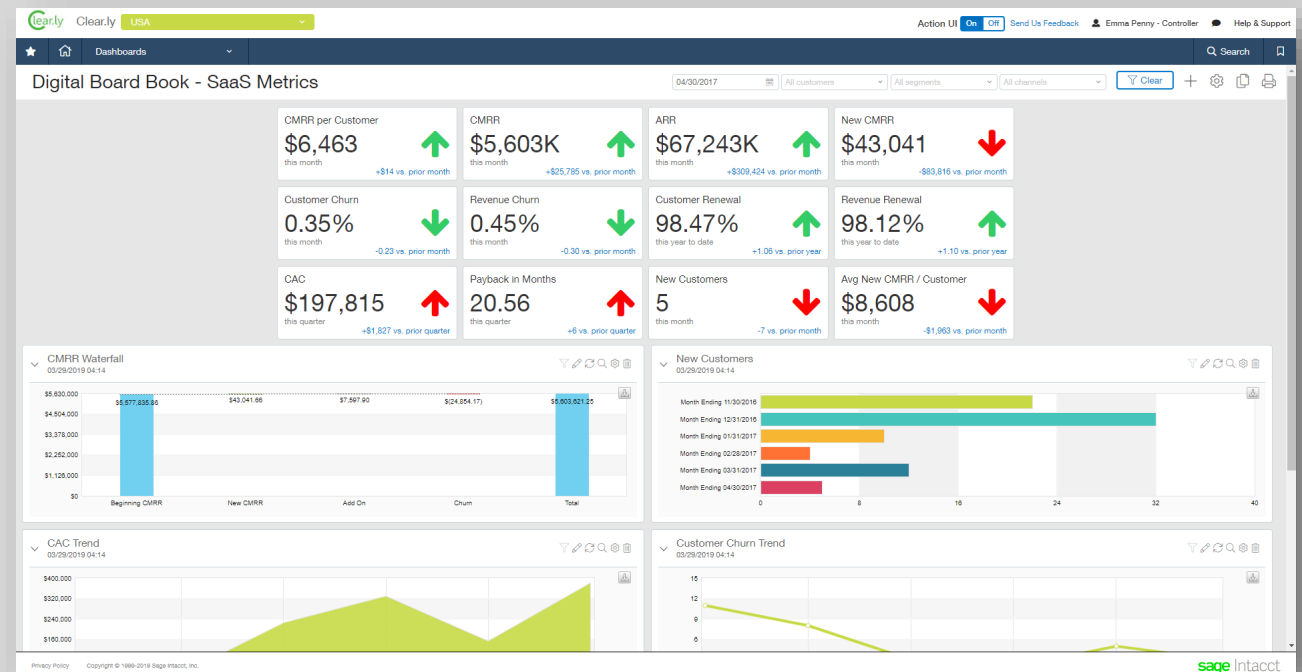 Clear.ly Clear.ly USA Action UI On Off Send Us Feedback Emma Penny - Controller Help & Support
Dashboards Search
Digital Board Book - SaaS Metrics 04/30/2017 All customers All segments All channels Clear
CMRR per Customer
$6,463
this month
+$14 vs. prior month
CMRR
$5,603K
this month
+$25,785 vs. prior month
ARR
$67,243K
this month
+$309,424 vs. prior month
New CMRR
$43,041
this month
-$83,816 vs. prior month
Customer Churn
0.35%
this month
-0.23 vs. prior month
Revenue Churn
0.45%
this month
-0.30 vs. prior month
Customer Renewal
98.47%
this year to date
+1.06 vs. prior year
Revenue Renewal
98.12%
this year to date
+1.10 vs. prior year
CAC
$197,815
this quarter
+$1,827 vs. prior quarter
Payback in Months
20.56
this quarter
+6 vs. prior quarter
New Customers
5
this month
-7 vs. prior month
Avg New CMRR / Customer
$8,608
this month
-$1,963 vs. prior month
CMRR Waterfall
03/29/2019 04:14
$5,630,000
$4,504,000
$3,378,000
$2,252,000
$1,126,000
$0
$5,577,835.86 $43,041.66 $7,597.90 $(24,854.17) $5,603,621.25
Beginning CMRR New CMRR Add On Churn Total
New Customers
03/29/2019 04:14
Month Ending 11/30/2016
Month Ending 12/31/2016
Month Ending 01/31/2017
Month Ending 02/28/2017
Month Ending 03/31/2017
Month Ending 04/30/2017
0 8 16 24 32 40
CAC Trend
03/29/2019 04:14
$400,000
$320,000
$240,000
$160,000
Customer Churn Trend
03/29/2019 04:14
15
12
9
6
Privacy Policy Copyright © 1999-2019 Sage Intacct, Inc. sage Intacct